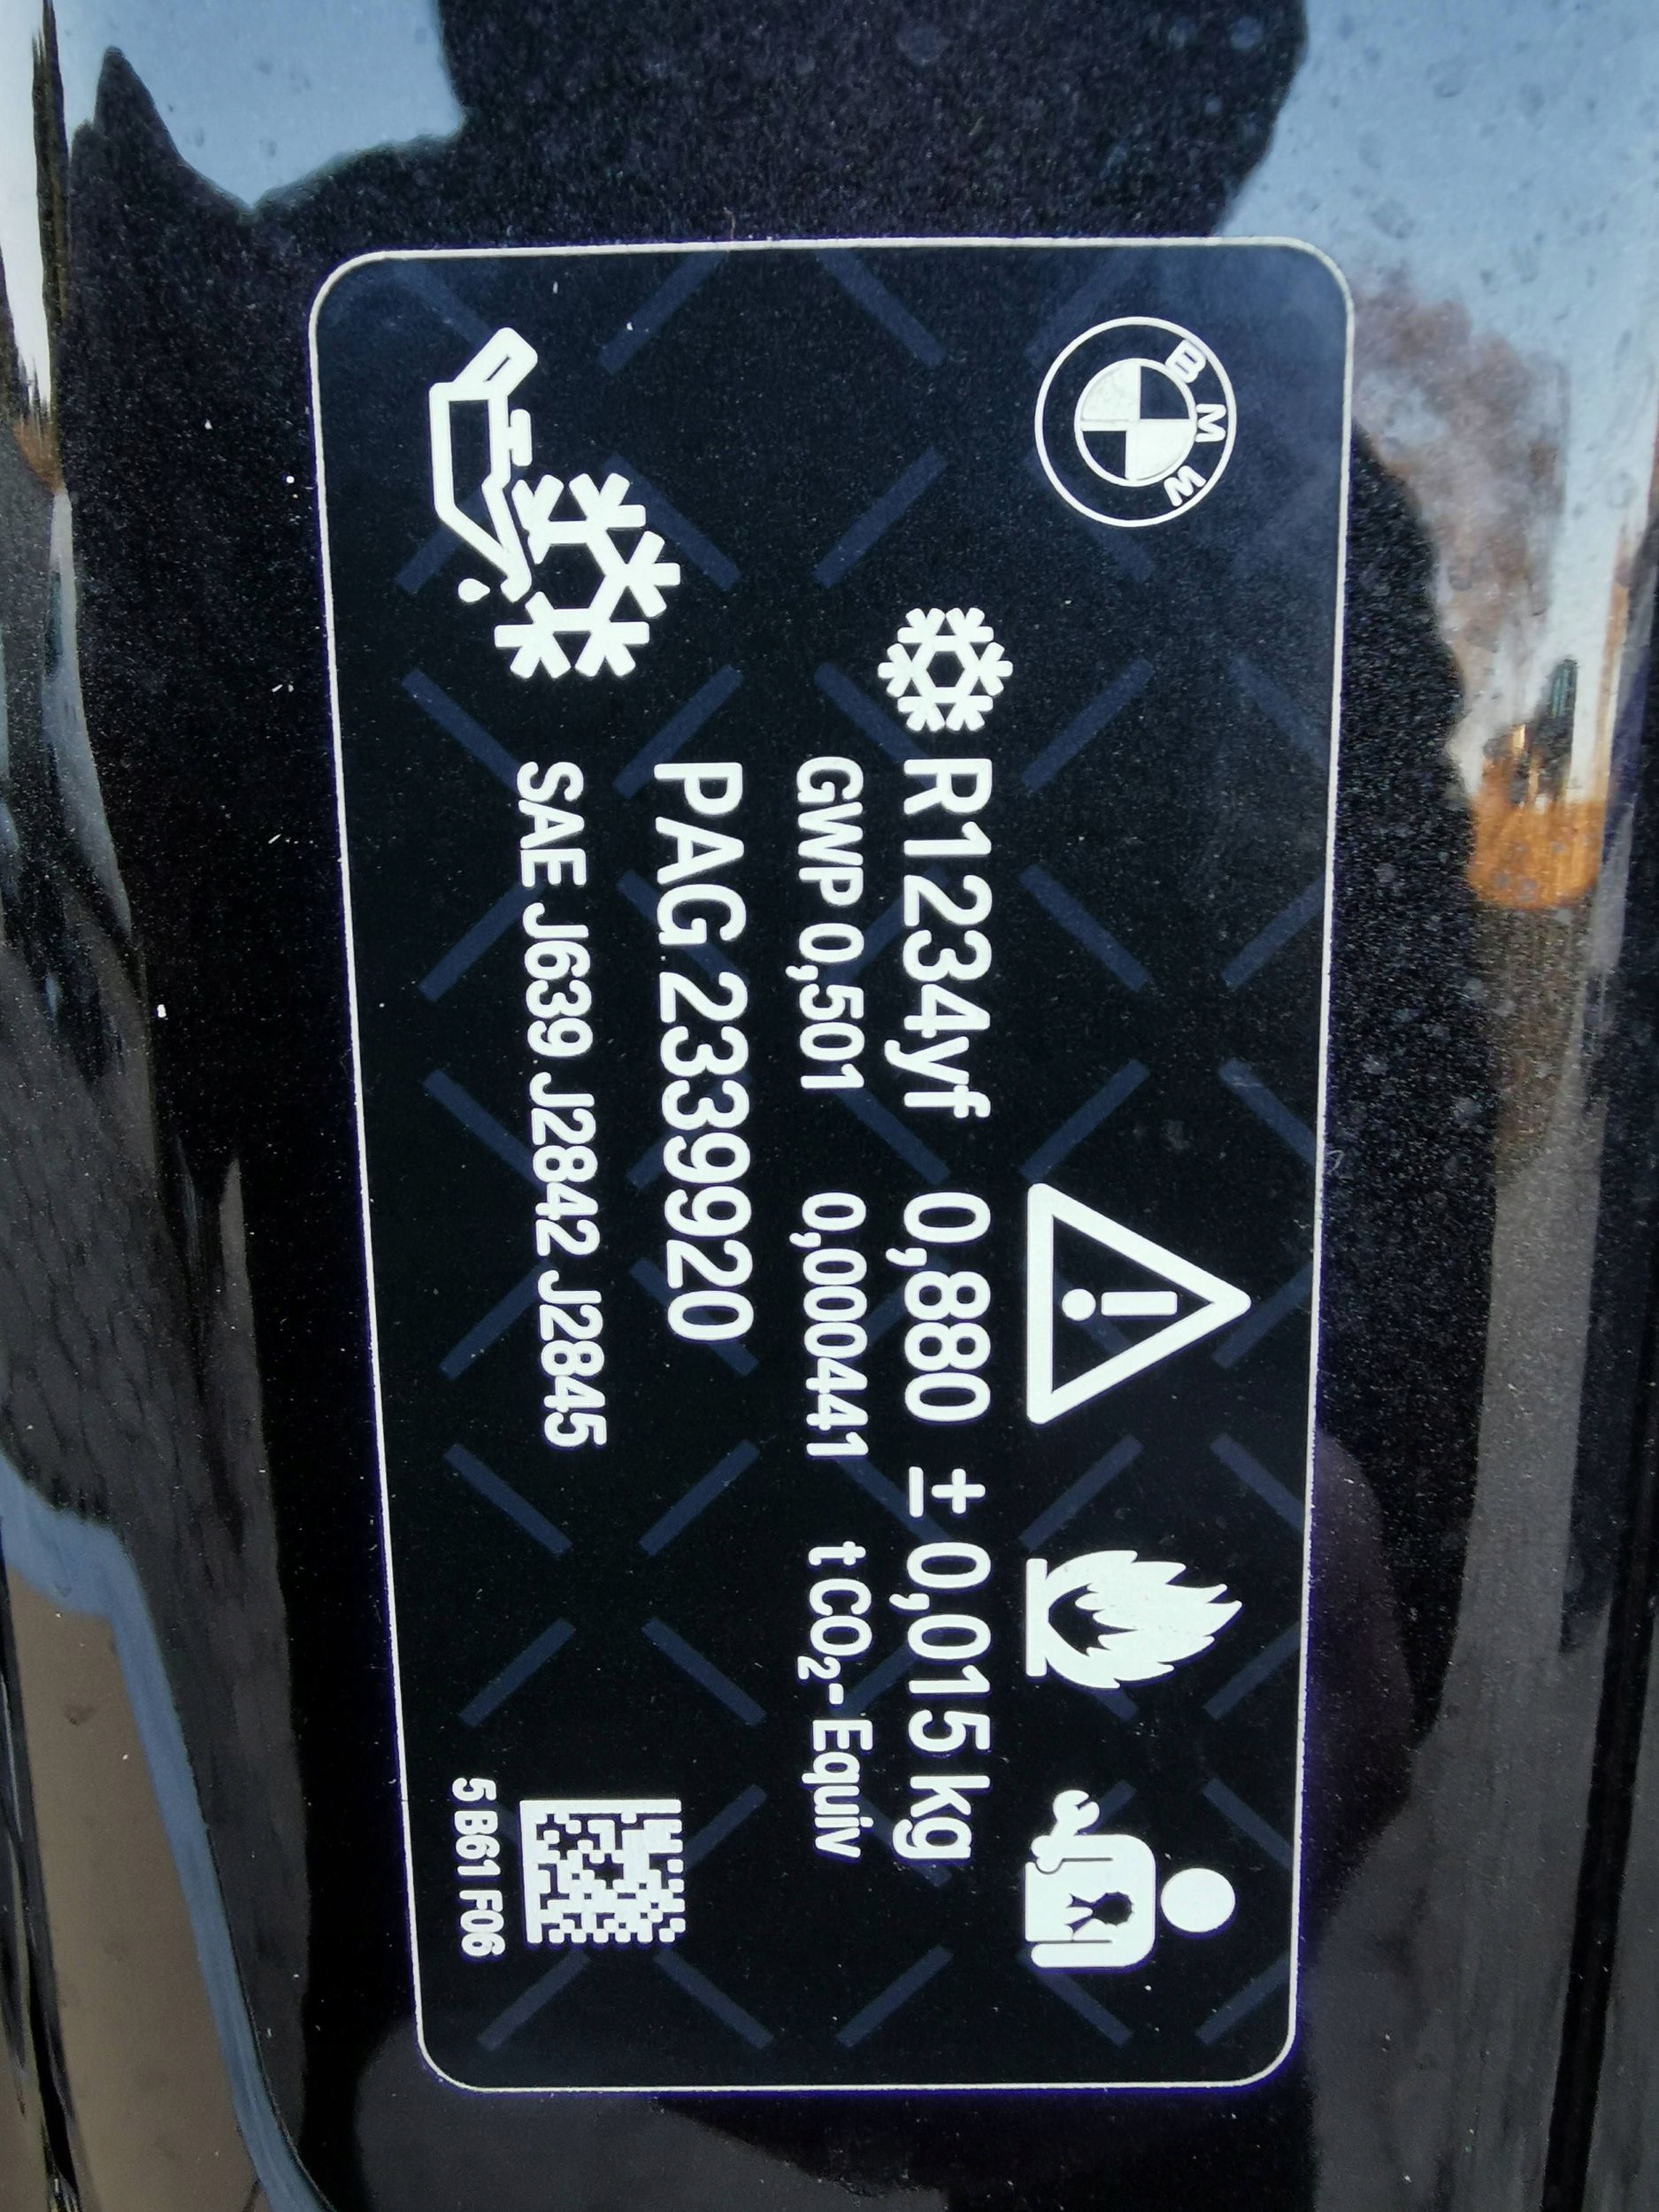 BMW
R1234yf 0,880 ± 0,015 kg
GWP 0,501 0,000441 t CO₂-Equiv
PAG 2339920
SAE J639 J2842 J2845
5 B61 F06